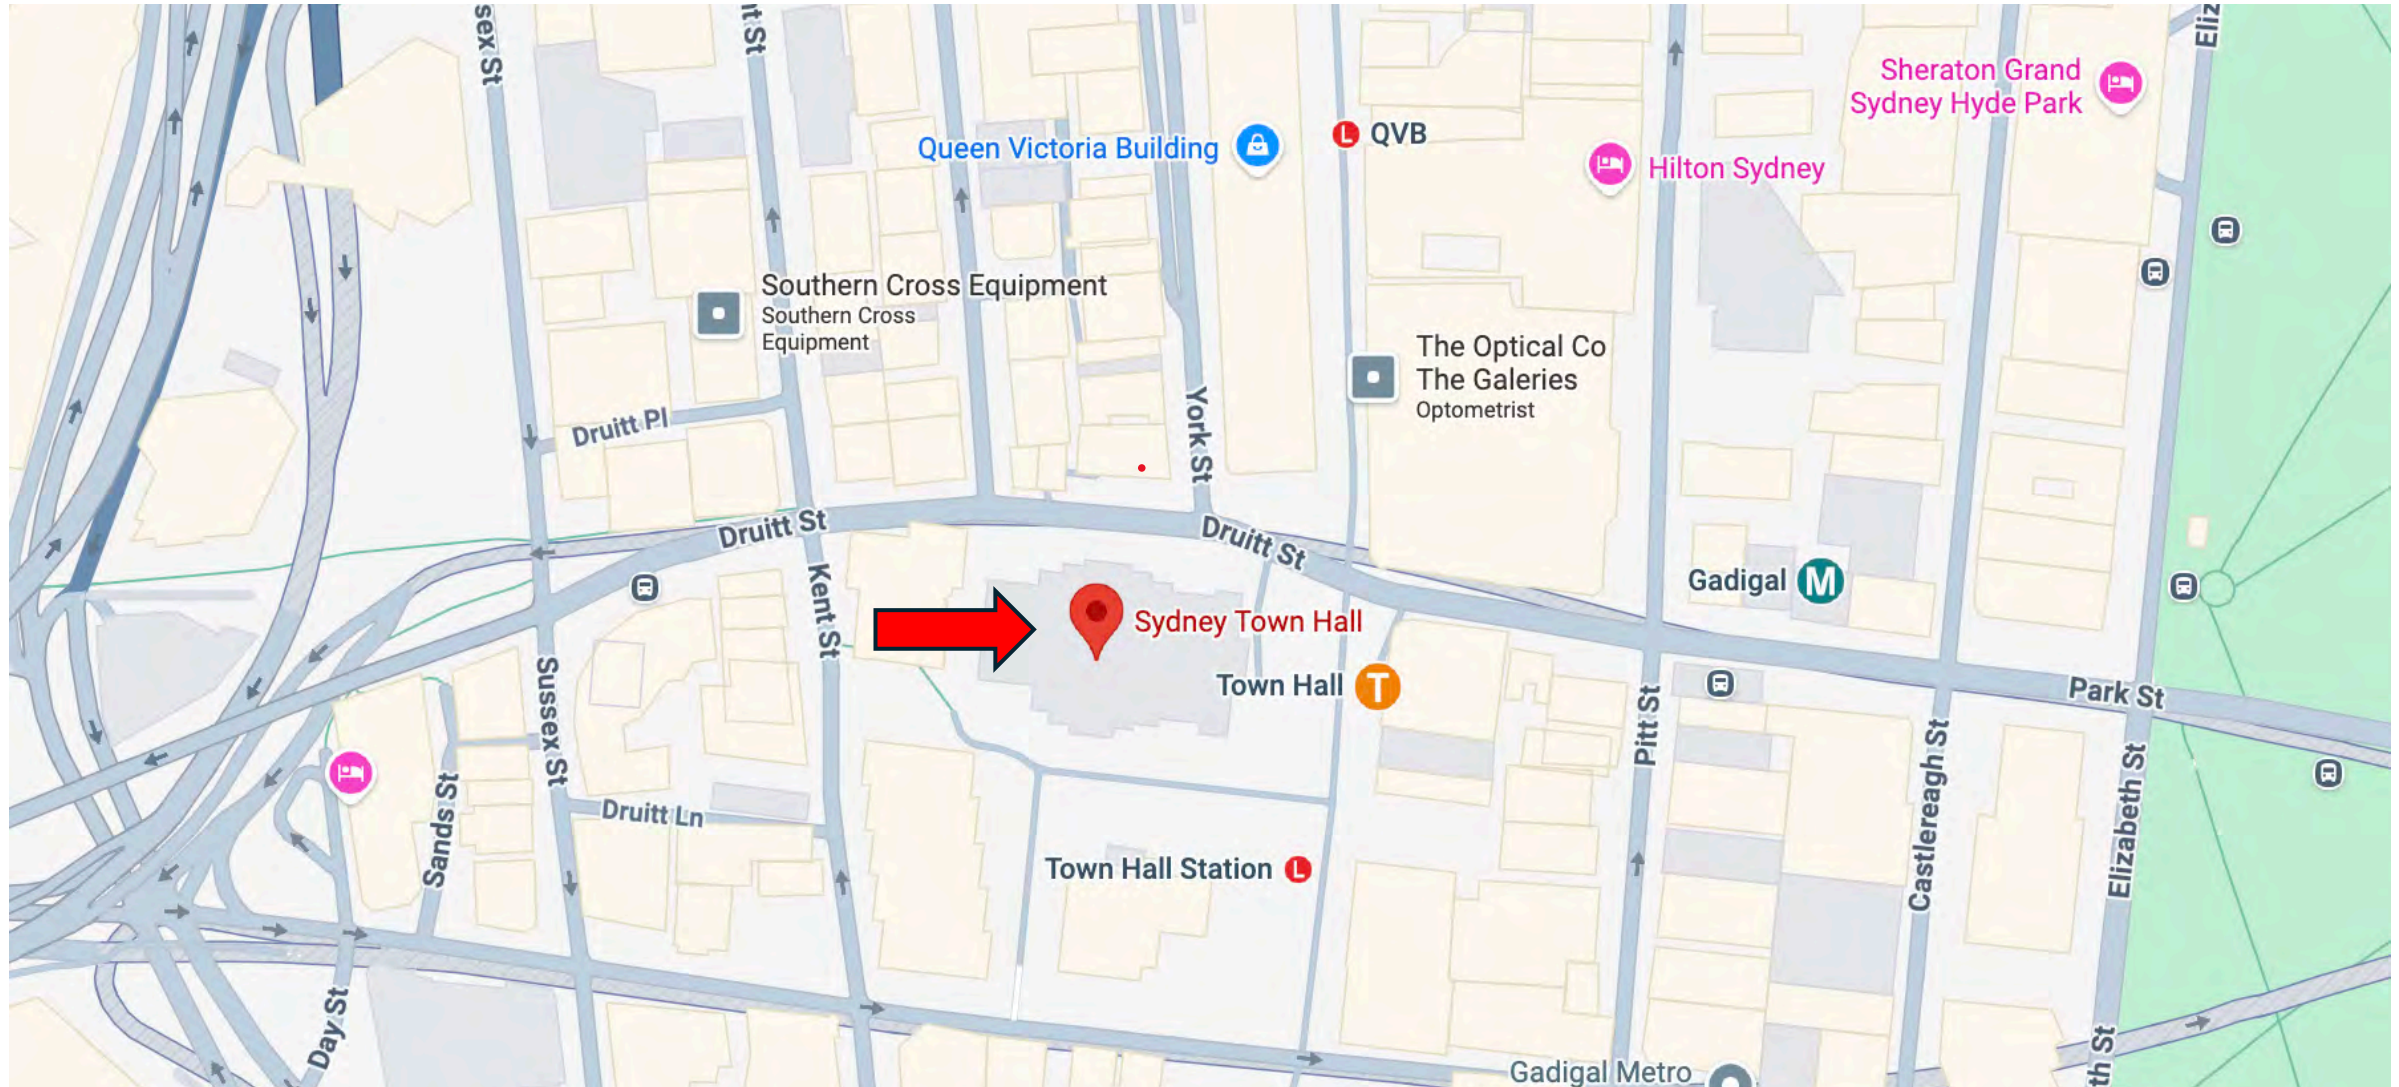 sex St
nt St
Eliz
Sheraton Grand
Sydney Hyde Park
Queen Victoria Building
L QVB
Hilton Sydney
Southern Cross Equipment
Southern Cross
Equipment
The Optical Co
The Galeries
Optometrist
York St
Druitt Pl
Druitt St
Druitt St
Gadigal M
Kent St
Sydney Town Hall
Town Hall T
Sussex St
Pitt St
Park St
Castlereagh St
Elizabeth St
Sands St
Druitt Ln
Town Hall Station L
Day St
Gadigal Metro
th St